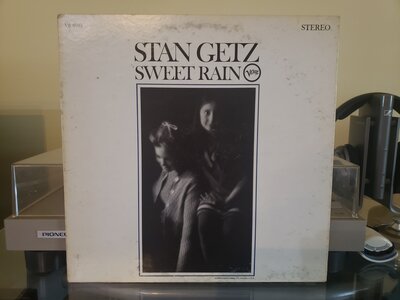 STEREO
STAN GETZ
SWEET RAIN
Verve
PIONEER